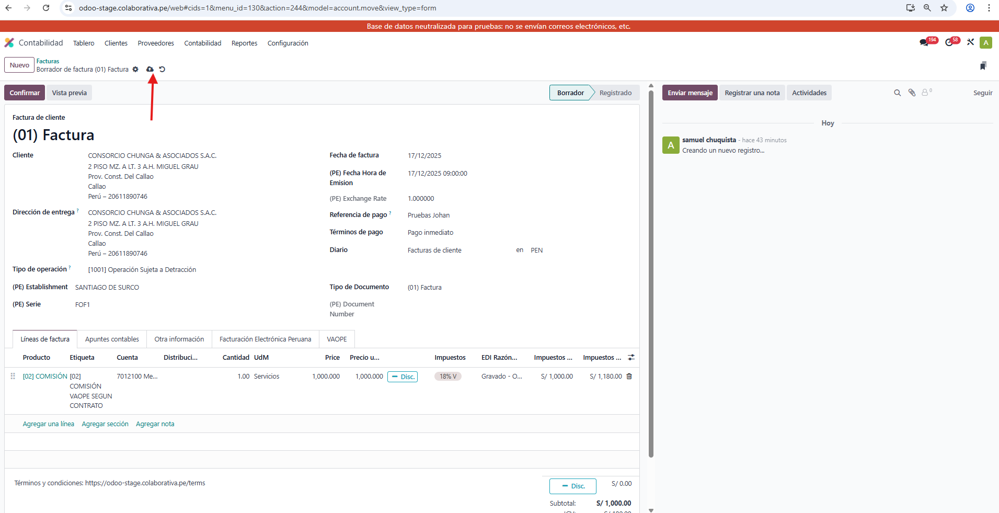 odoo-stage.colaborativa.pe/web#cids=1&menu_id=130&action=244&model=account.move&view_type=form
Base de datos neutralizada para pruebas: no se envían correos electrónicos, etc.
Contabilidad Tablero Clientes Proveedores Contabilidad Reportes Configuración 194 58 A
Nuevo
Facturas
Borrador de factura (01) Factura
Confirmar Vista previa Borrador Registrado
Enviar mensaje Registrar una nota Actividades 0 Seguir
Factura de cliente
(01) Factura
Cliente
CONSORCIO CHUNGA & ASOCIADOS S.A.C.
2 PISO MZ. A LT. 3 A.H. MIGUEL GRAU
Prov. Const. Del Callao
Callao
Perú – 20611890746
Dirección de entrega ?
CONSORCIO CHUNGA & ASOCIADOS S.A.C.
2 PISO MZ. A LT. 3 A.H. MIGUEL GRAU
Prov. Const. Del Callao
Callao
Perú – 20611890746
Tipo de operación ? [1001] Operación Sujeta a Detracción
(PE) Establishment SANTIAGO DE SURCO
(PE) Serie FOF1
Fecha de factura 17/12/2025
(PE) Fecha Hora de
Emision
17/12/2025 09:00:00
(PE) Exchange Rate 1.000000
Referencia de pago ? Pruebas Johan
Términos de pago Pago inmediato
Diario Facturas de cliente en PEN
Tipo de Documento (01) Factura
(PE) Document
Number
Líneas de factura Apuntes contables Otra información Facturación Electrónica Peruana VAOPE
Producto Etiqueta Cuenta Distribuci... Cantidad UdM Price Precio u... Impuestos EDI Razón... Impuestos ... Impuestos ...
[02] COMISIÓN [02] 7012100 Me... 1.00 Servicios 1,000.000 1,000.000 Disc. 18% V Gravado - O... S/ 1,000.00 S/ 1,180.00
COMISIÓN
VAOPE SEGUN
CONTRATO
Agregar una línea Agregar sección Agregar nota
Términos y condiciones: https://odoo-stage.colaborativa.pe/terms
Disc. S/ 0.00
Subtotal: S/ 1,000.00
Hoy
A
samuel chuquista - hace 43 minutos
Creando un nuevo registro...